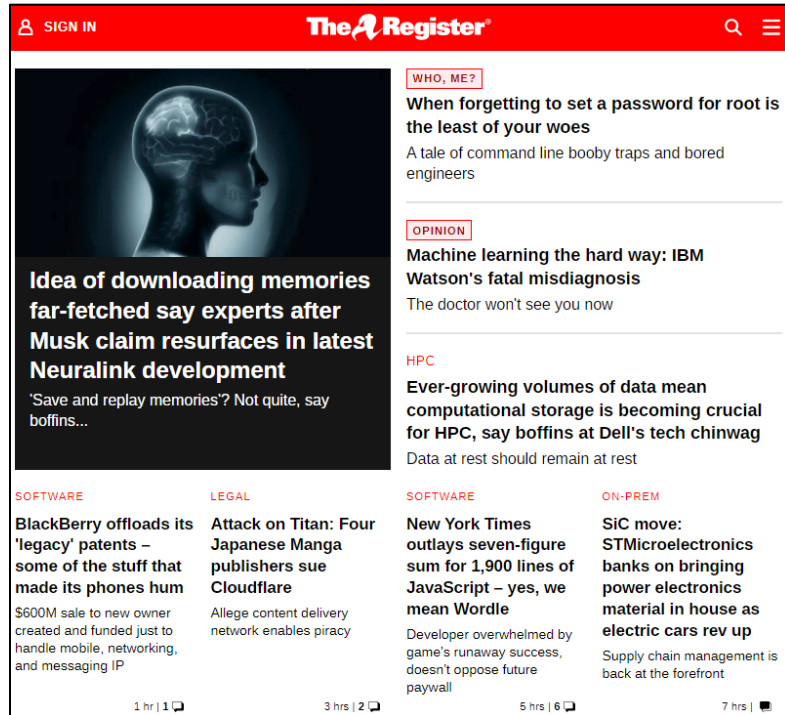 SIGN IN
The Register®
Idea of downloading memories
far-fetched say experts after
Musk claim resurfaces in latest
Neuralink development
'Save and replay memories'? Not quite, say
boffins...
WHO, ME?
When forgetting to set a password for root is
the least of your woes
A tale of command line booby traps and bored
engineers
OPINION
Machine learning the hard way: IBM
Watson's fatal misdiagnosis
The doctor won't see you now
HPC
Ever-growing volumes of data mean
computational storage is becoming crucial
for HPC, say boffins at Dell's tech chinwag
Data at rest should remain at rest
SOFTWARE
BlackBerry offloads its
'legacy' patents –
some of the stuff that
made its phones hum
$600M sale to new owner
created and funded just to
handle mobile, networking,
and messaging IP
1 hr | 1
LEGAL
Attack on Titan: Four
Japanese Manga
publishers sue
Cloudflare
Allege content delivery
network enables piracy
3 hrs | 2
SOFTWARE
New York Times
outlays seven-figure
sum for 1,900 lines of
JavaScript – yes, we
mean Wordle
Developer overwhelmed by
game's runaway success,
doesn't oppose future
paywall
5 hrs | 6
ON-PREM
SiC move:
STMicroelectronics
banks on bringing
power electronics
material in house as
electric cars rev up
Supply chain management is
back at the forefront
7 hrs |